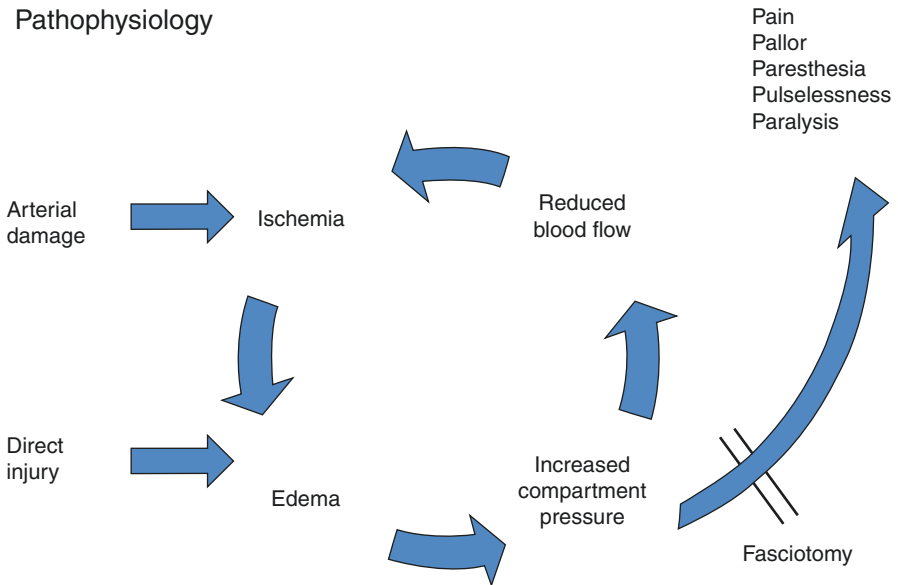 Pathophysiology
Pain
Pallor
Paresthesia
Pulselessness
Paralysis
Arterial
damage
Ischemia
Reduced
blood flow
Direct
injury
Edema
Increased
compartment
pressure
Fasciotomy